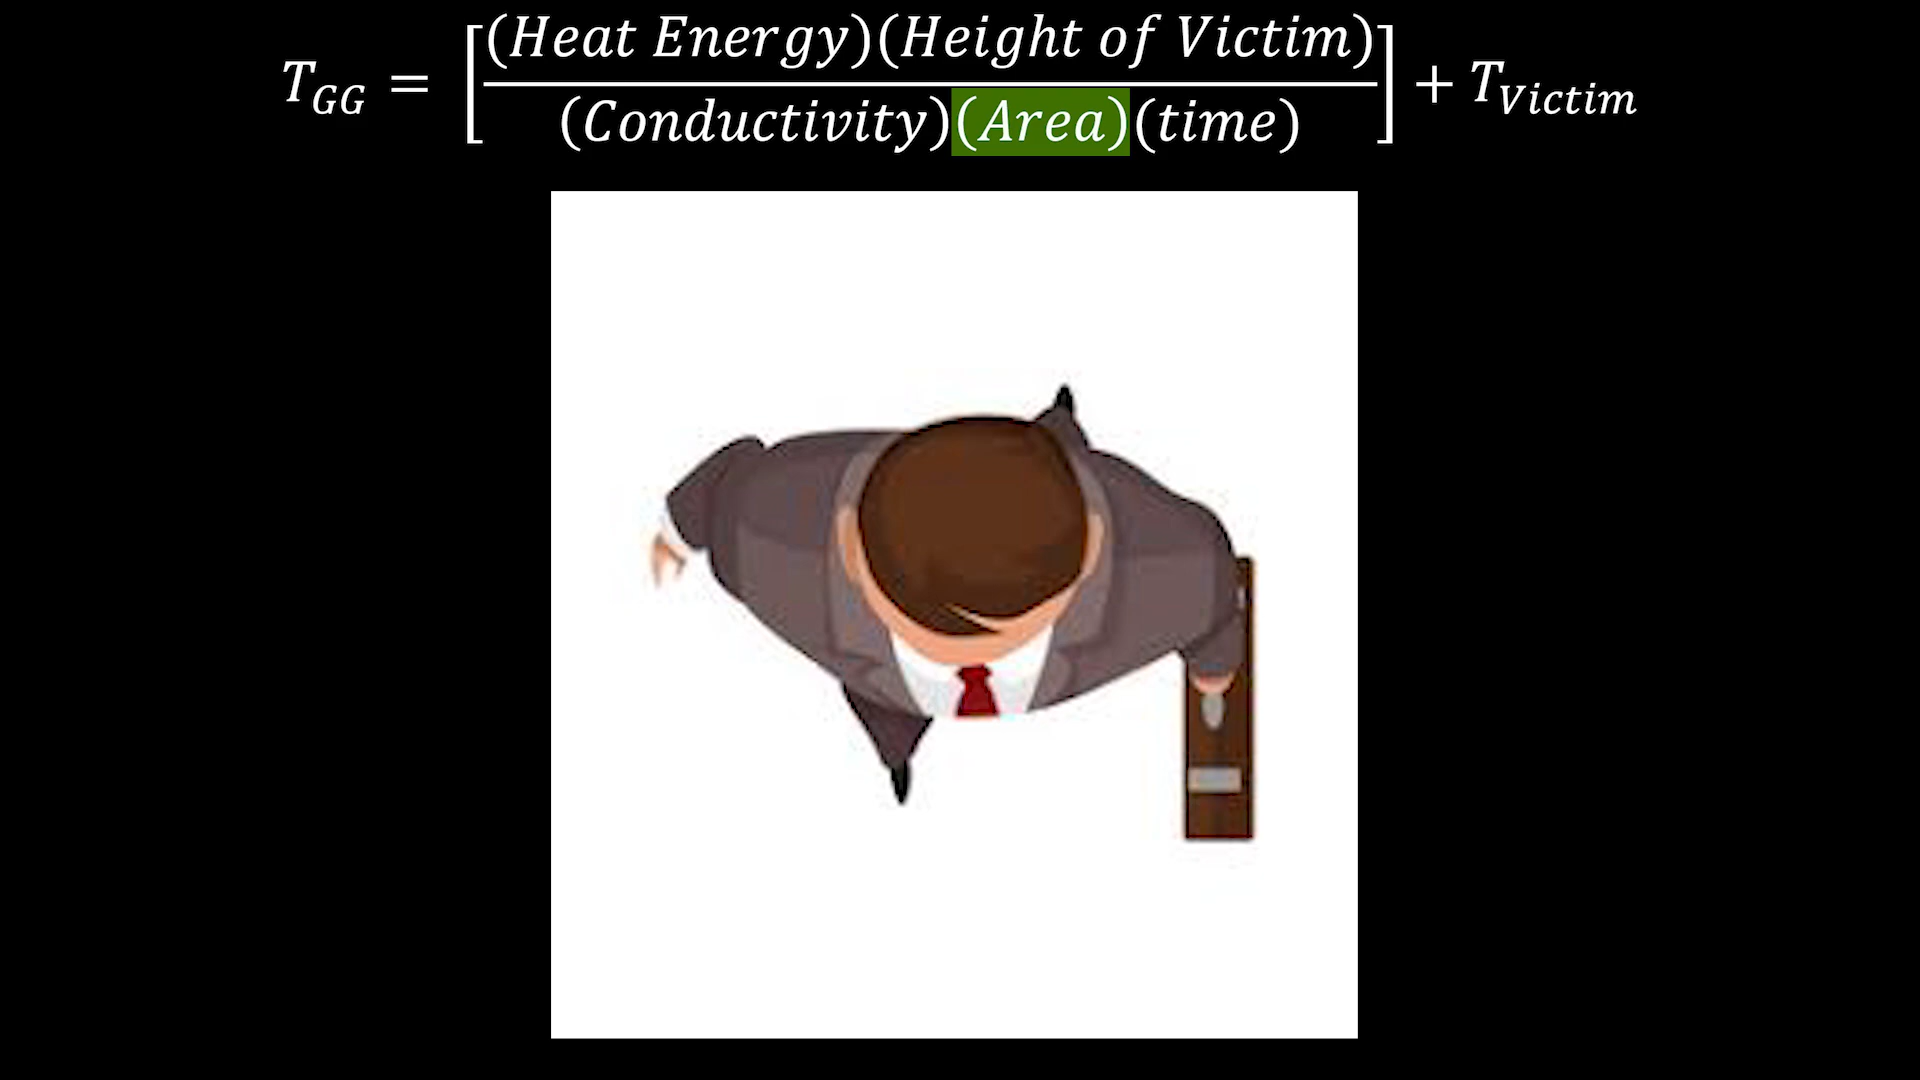 T_GG = [(Heat Energy)(Height of Victim) / (Conductivity)(Area)(time)] + T_Victim